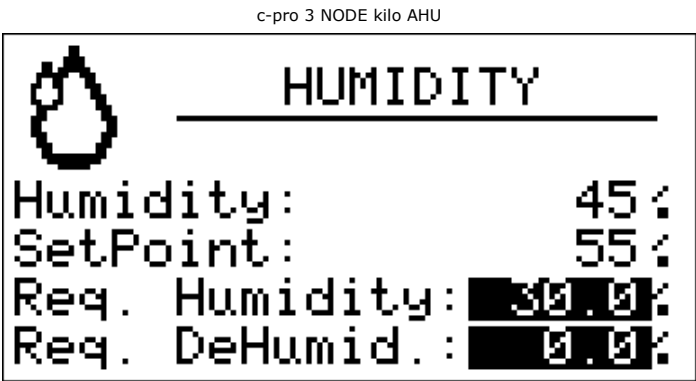 c-pro 3 NODE kilo AHU
HUMIDITY
Humidity: 45%
SetPoint: 55%
Req. Humidity: 30.0%
Req. DeHumid.: 0.0%